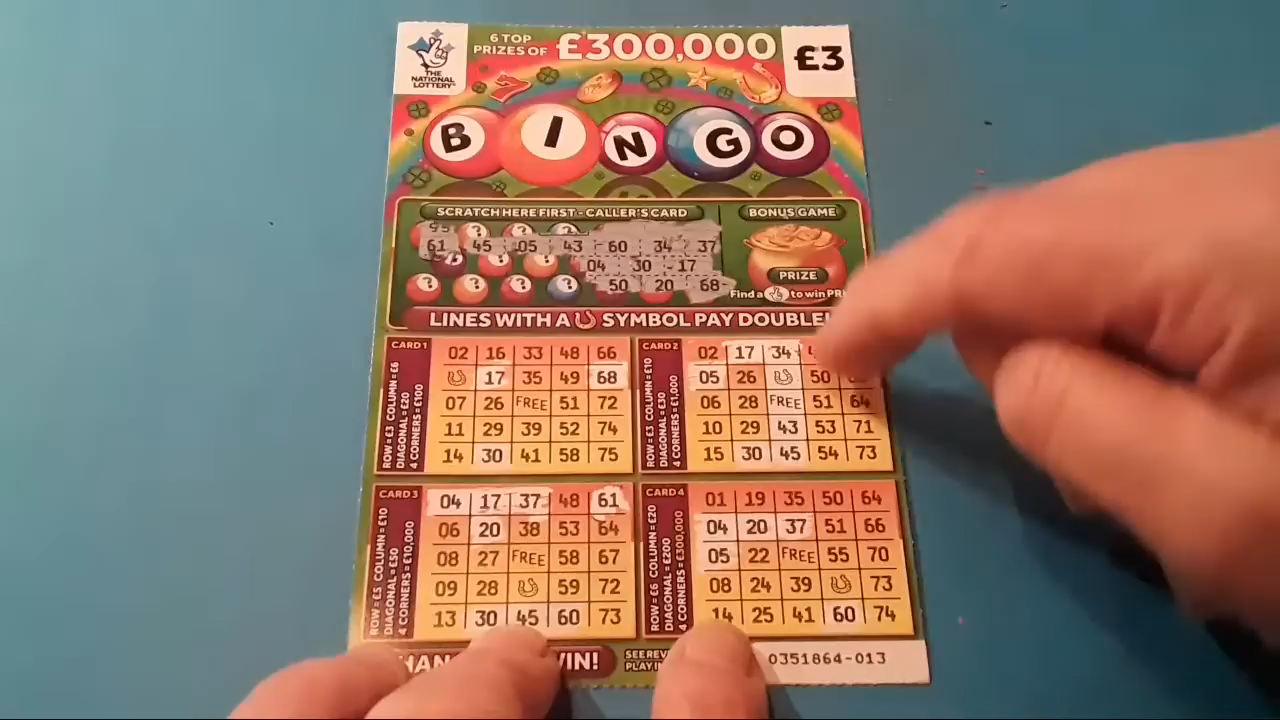 6 TOP PRIZES OF £300,000
£3
THE NATIONAL LOTTERY®
BINGO
SCRATCH HERE FIRST - CALLER'S CARD
BONUS GAME
61 45 05 43 60 34 37
04 30 17
50 20 68
PRIZE
Find a to win
LINES WITH A SYMBOL PAY DOUBLE!
CARD 1
ROW = £3 COLUMN = £6
DIAGONAL = £20
4 CORNERS = £100
02 16 33 48 66
17 35 49 68
07 26 FREE 51 72
11 29 39 52 74
14 30 41 58 75
CARD 2
ROW = £3 COLUMN = £10
DIAGONAL = £30
4 CORNERS = £1,000
02 17 34
05 26 50
06 28 FREE 51 64
10 29 43 53 71
15 30 45 54 73
CARD 3
ROW = £5 COLUMN = £10
DIAGONAL = £50
4 CORNERS = £10,000
04 17 37 48 61
06 20 38 53 64
08 27 FREE 58 67
09 28 59 72
13 30 45 60 73
CARD 4
ROW = £6 COLUMN = £20
DIAGONAL = £200
4 CORNERS = £300,000
01 19 35 50 64
04 20 37 51 66
05 22 FREE 55 70
08 24 39 73
14 25 41 60 74
0351864-013